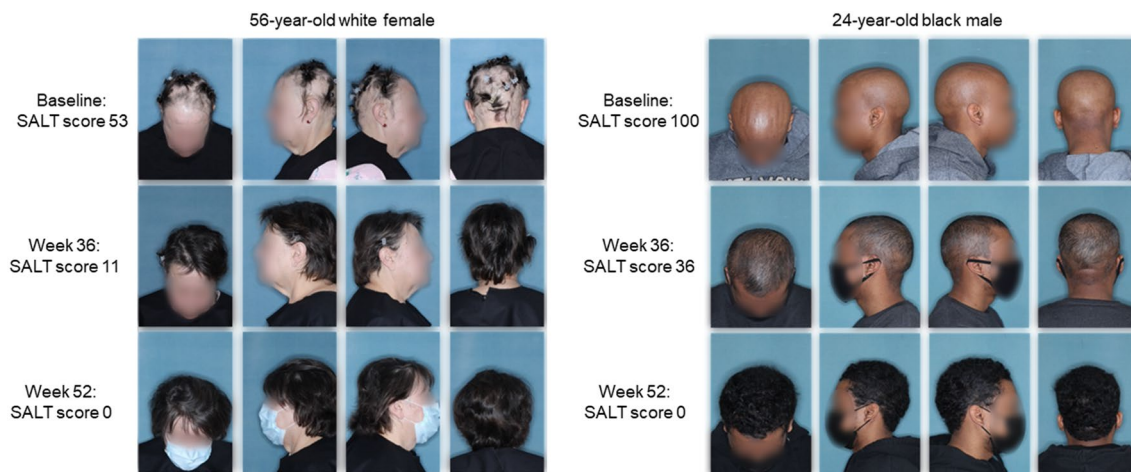 56-year-old white female
Baseline:
SALT score 53
Week 36:
SALT score 11
Week 52:
SALT score 0
24-year-old black male
Baseline:
SALT score 100
Week 36:
SALT score 36
Week 52:
SALT score 0